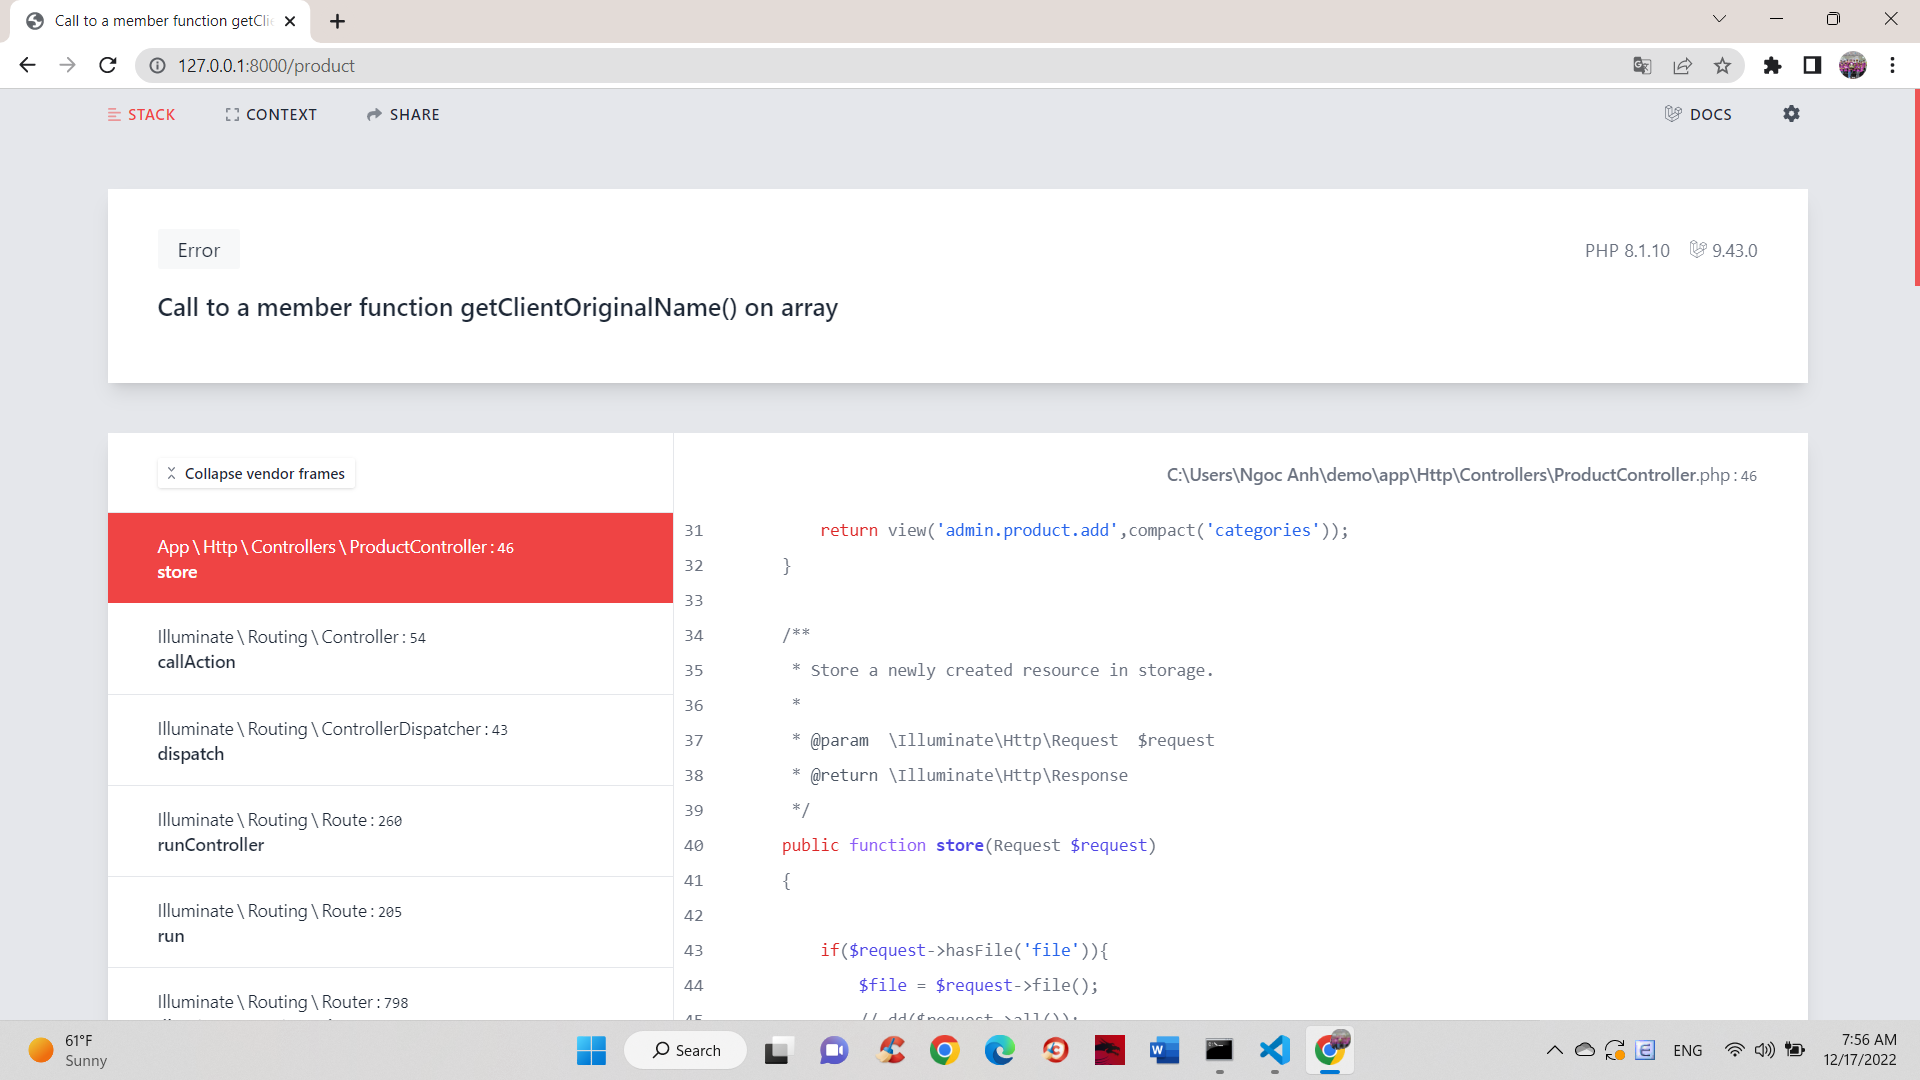 Call to a member function getCli
127.0.0.1:8000/product
STACK
CONTEXT
SHARE
DOCS
Error
PHP 8.1.10
9.43.0
Call to a member function getClientOriginalName() on array
Collapse vendor frames
C:\Users\Ngoc Anh\demo\app\Http\Controllers\ProductController.php : 46
App \ Http \ Controllers \ ProductController : 46
store
Illuminate \ Routing \ Controller : 54
callAction
Illuminate \ Routing \ ControllerDispatcher : 43
dispatch
Illuminate \ Routing \ Route : 260
runController
Illuminate \ Routing \ Route : 205
run
Illuminate \ Routing \ Router : 798
31 return view('admin.product.add',compact('categories'));
32 }
33
34 /**
35 * Store a newly created resource in storage.
36 *
37 * @param  \Illuminate\Http\Request  $request
38 * @return \Illuminate\Http\Response
39 */
40 public function store(Request $request)
41 {
42
43 if($request->hasFile('file')){
44 $file = $request->file();
45 // dd($request->all());
61°F
Sunny
Search
ENG
7:56 AM
12/17/2022